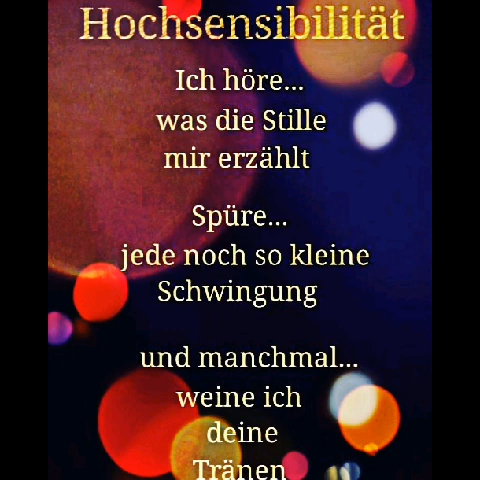 Hochsensibilität
Ich höre...
was die Stille
mir erzählt
Spüre...
jede noch so kleine
Schwingung
und manchmal...
weine ich
deine
Tränen